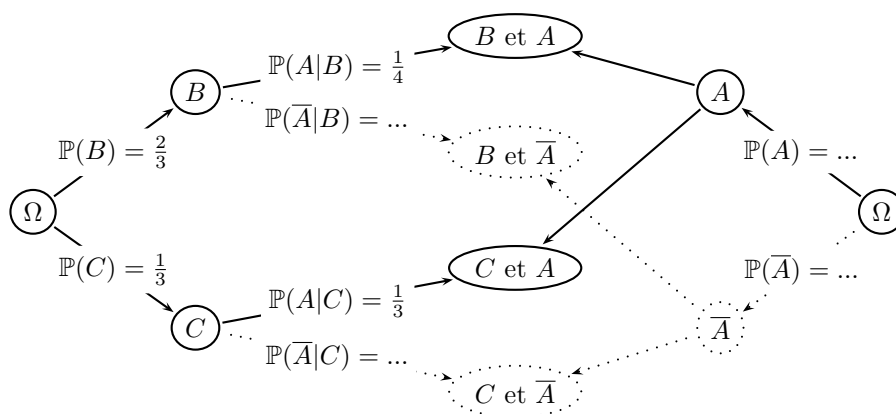 B et A
ℙ(A|B) = 1/4
B
A
ℙ(A̅|B) = ...
ℙ(B) = 2/3
B et A̅
ℙ(A) = ...
Ω
Ω
ℙ(C) = 1/3
C et A
ℙ(A̅) = ...
ℙ(A|C) = 1/3
C
A̅
ℙ(A̅|C) = ...
C et A̅